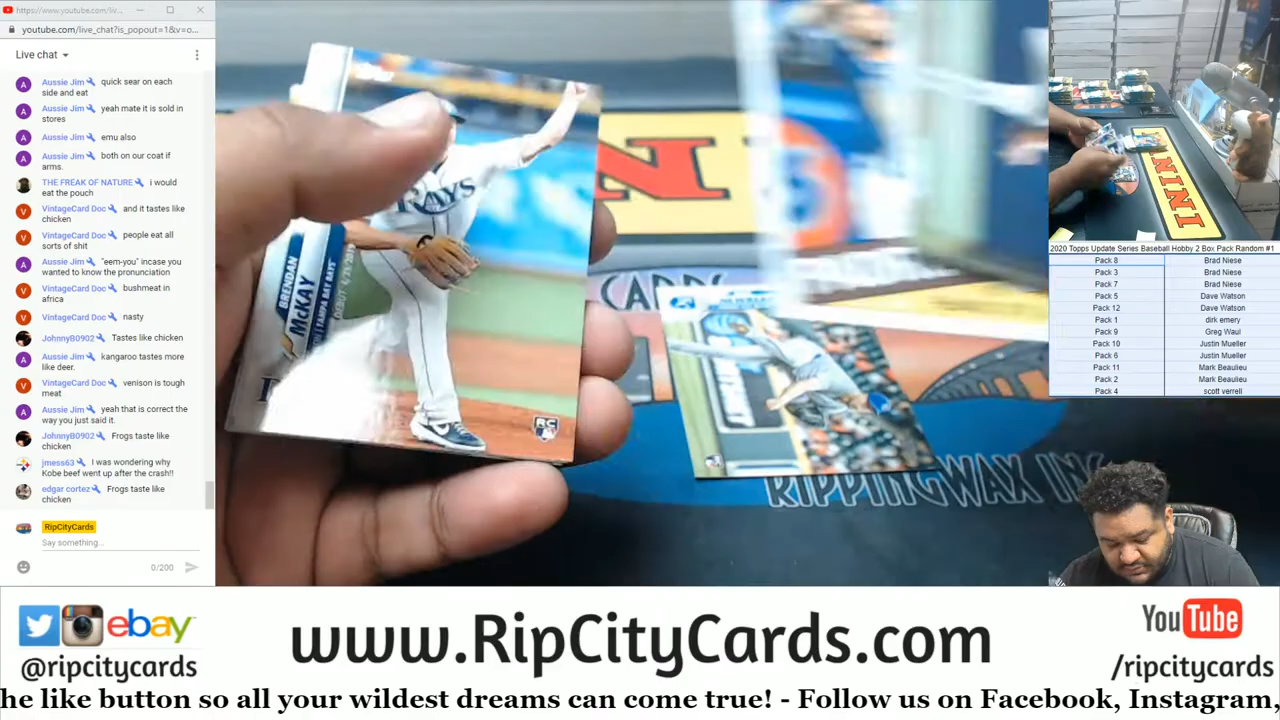 https://www.youtube.com/liv...
youtube.com/live_chat?is_popout=1&v=o...
Live chat
Aussie Jim quick sear on each
side and eat
Aussie Jim yeah mate it is sold in
stores
Aussie Jim emu also
Aussie Jim both on our coat if
arms.
THE FREAK OF NATURE i would
eat the pouch
VintageCard Doc and it tastes like
chicken
VintageCard Doc people eat all
sorts of shit
Aussie Jim "eem-you" incase you
wanted to know the pronunciation
VintageCard Doc bushmeat in
africa
VintageCard Doc nasty
JohnnyB0902 Tastes like chicken
Aussie Jim kangaroo tastes more
like deer.
VintageCard Doc venison is tough
meat
Aussie Jim yeah that is correct the
way you just said it.
JohnnyB0902 Frogs taste like
chicken
jmess63 I was wondering why
Kobe beef went up after the crash!!
edgar cortez Frogs taste like
chicken
RipCityCards
Say something...
0/200
RAYS
BRENDAN
McKAY
TAMPA BAY RAYS
RC
NINI
CARDS
RIPPINGWAX INC
NINI
2020 Topps Update Series Baseball Hobby 2 Box Pack Random #1
Pack 8 Brad Niese
Pack 3 Brad Niese
Pack 7 Brad Niese
Pack 5 Dave Watson
Pack 12 Dave Watson
Pack 1 dirk emery
Pack 9 Greg Waul
Pack 10 Justin Mueller
Pack 6 Justin Mueller
Pack 11 Mark Beaulieu
Pack 2 Mark Beaulieu
Pack 4 scott verrell
ebay
@ripcitycards
www.RipCityCards.com
YouTube
/ripcitycards
he like button so all your wildest dreams can come true! - Follow us on Facebook, Instagram,